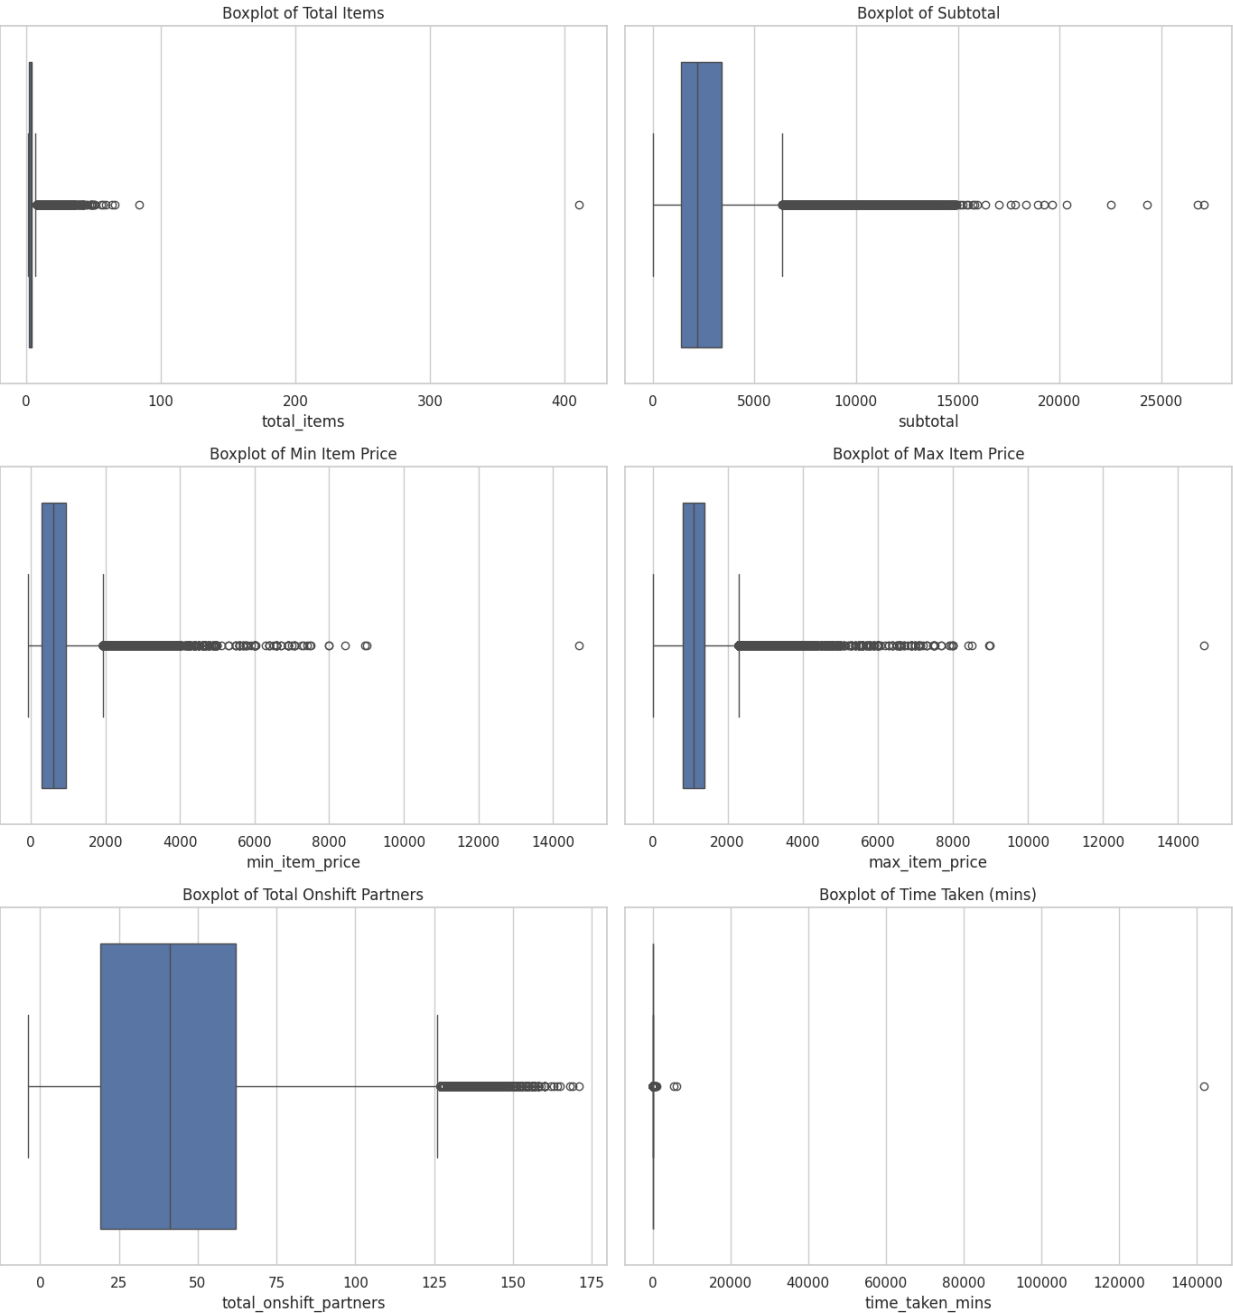 Boxplot of Total Items
0 100 200 300 400
total_items
Boxplot of Subtotal
0 5000 10000 15000 20000 25000
subtotal
Boxplot of Min Item Price
0 2000 4000 6000 8000 10000 12000 14000
min_item_price
Boxplot of Max Item Price
0 2000 4000 6000 8000 10000 12000 14000
max_item_price
Boxplot of Total Onshift Partners
0 25 50 75 100 125 150 175
total_onshift_partners
Boxplot of Time Taken (mins)
0 20000 40000 60000 80000 100000 120000 140000
time_taken_mins